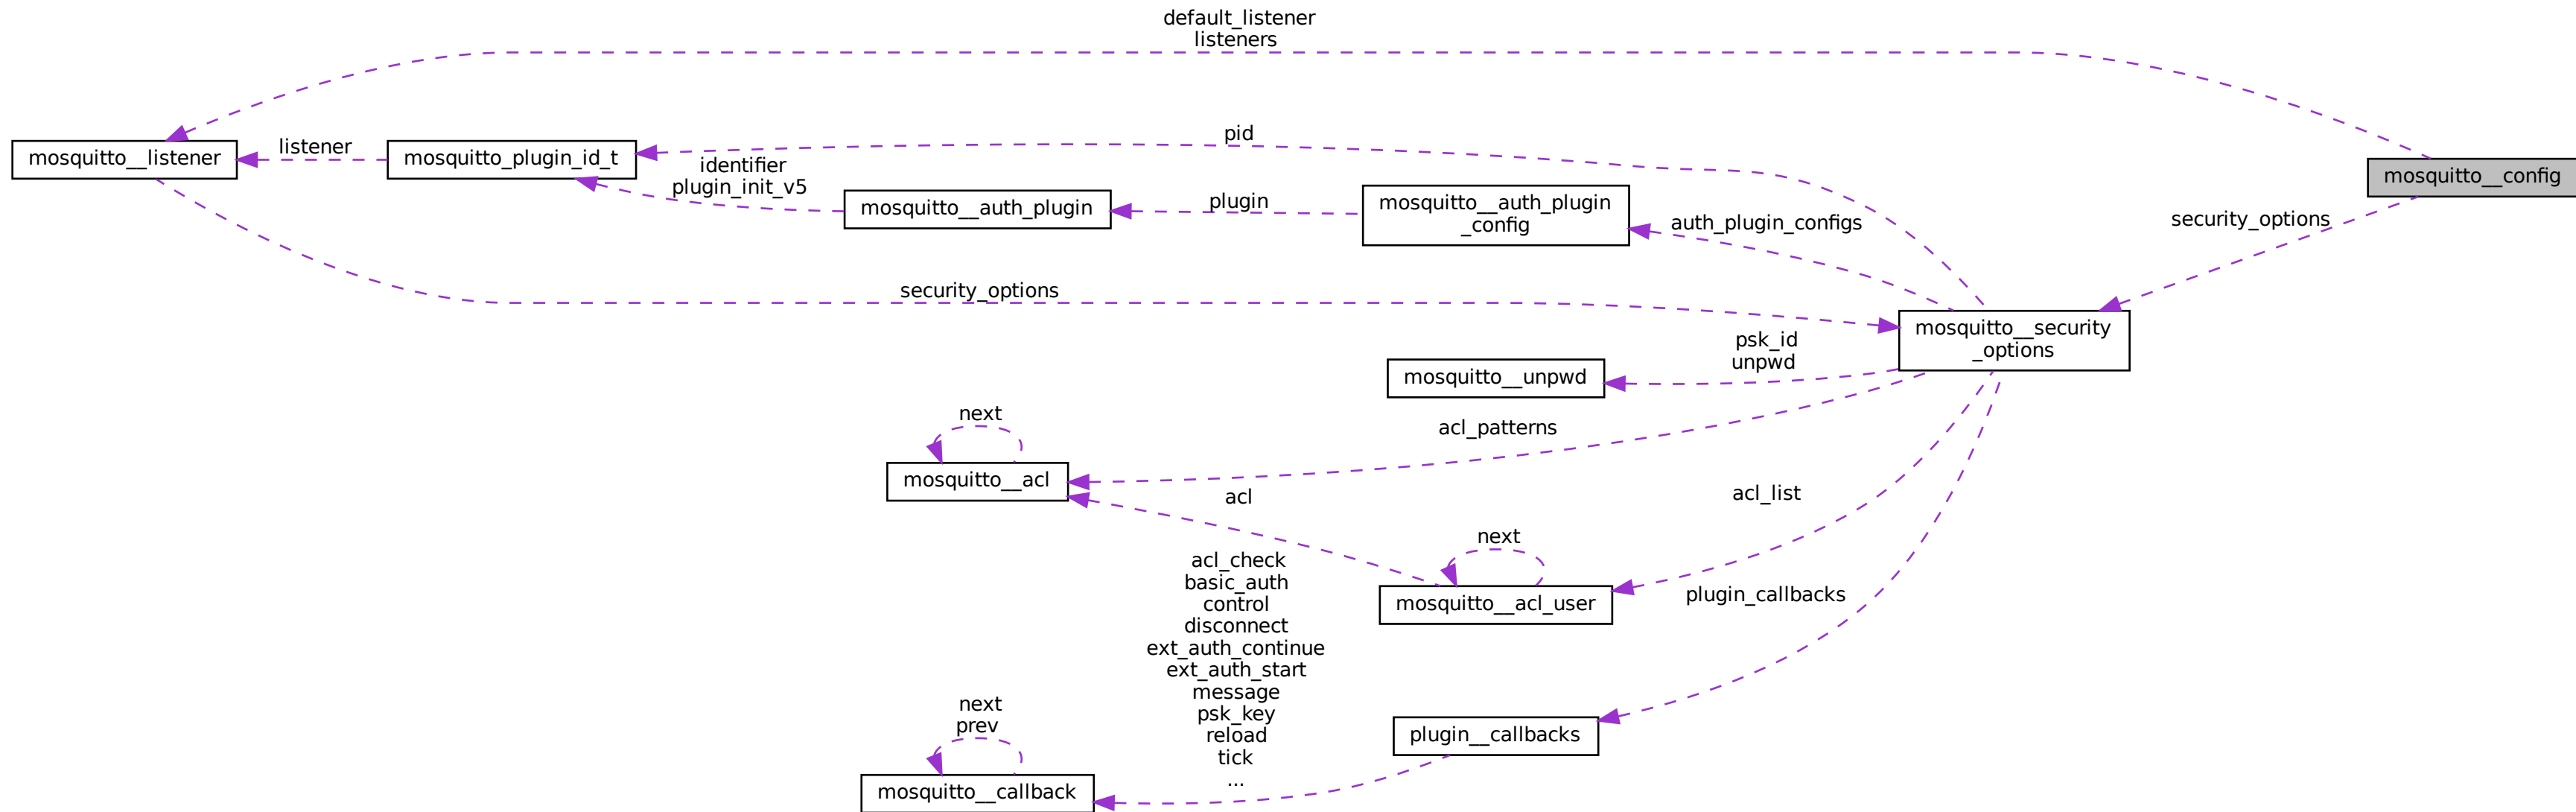 default_listener
listeners
pid
mosquitto__listener
listener
mosquitto_plugin_id_t
identifier
plugin_init_v5
mosquitto__auth_plugin
plugin
mosquitto__auth_plugin
_config
auth_plugin_configs
mosquitto__config
security_options
security_options
mosquitto__security
_options
psk_id
unpwd
mosquitto__unpwd
next
acl_patterns
mosquitto__acl
acl
acl_list
next
mosquitto__acl_user
acl_check
basic_auth
control
disconnect
ext_auth_continue
ext_auth_start
message
psk_key
reload
tick
...
plugin_callbacks
next
prev
plugin__callbacks
mosquitto__callback